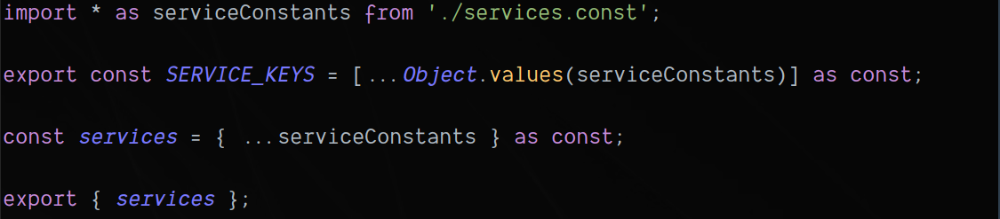 import * as serviceConstants from './services.const';
export const SERVICE_KEYS = [...Object.values(serviceConstants)] as const;
const services = { ...serviceConstants } as const;
export { services };